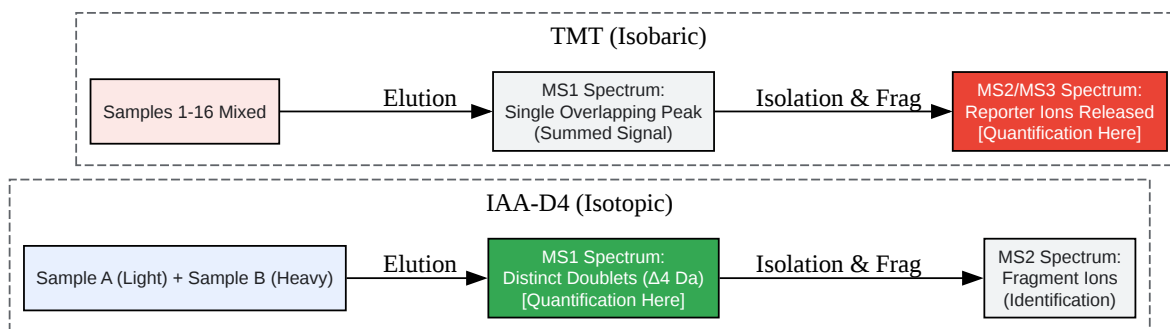 TMT (Isobaric)
Samples 1-16 Mixed
Elution
MS1 Spectrum:
Single Overlapping Peak
(Summed Signal)
Isolation & Frag
MS2/MS3 Spectrum:
Reporter Ions Released
[Quantification Here]
IAA-D4 (Isotopic)
Sample A (Light) + Sample B (Heavy)
Elution
MS1 Spectrum:
Distinct Doublets (Δ4 Da)
[Quantification Here]
Isolation & Frag
MS2 Spectrum:
Fragment Ions
(Identification)